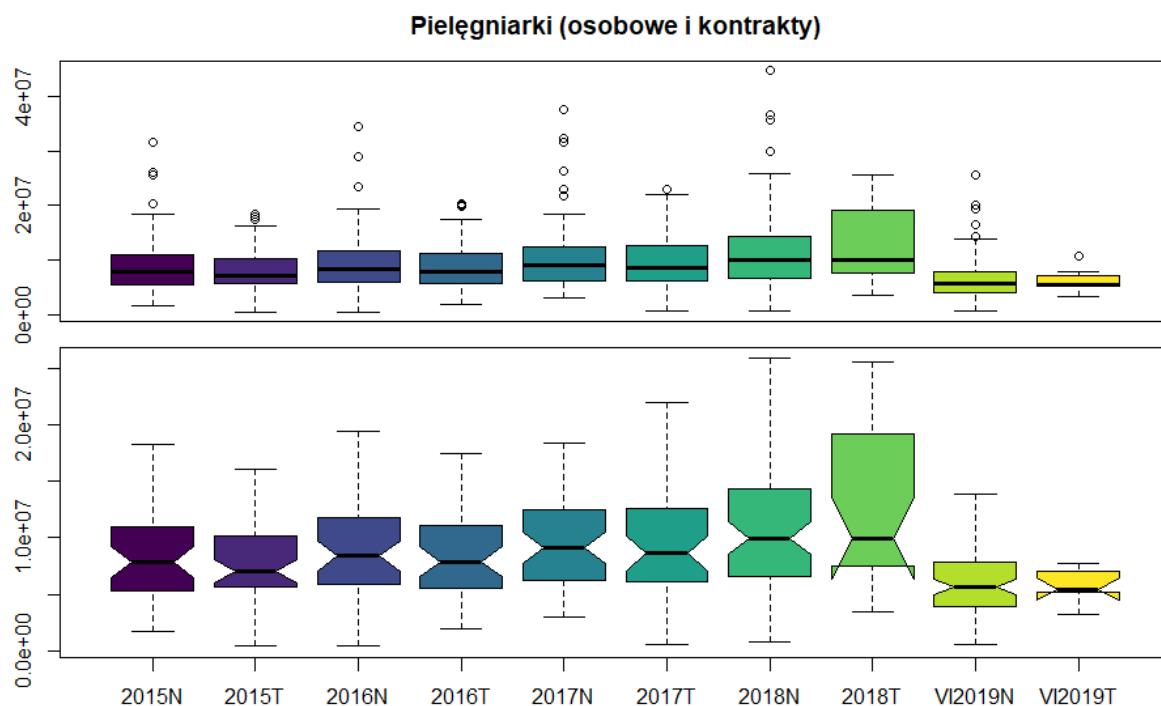 Pielęgniarki (osobowe i kontrakty)
4e+07
2e+07
0e+00
2.0e+07
1.0e+07
0.0e+00
2015N 2015T 2016N 2016T 2017N 2017T 2018N 2018T VI2019N VI2019T